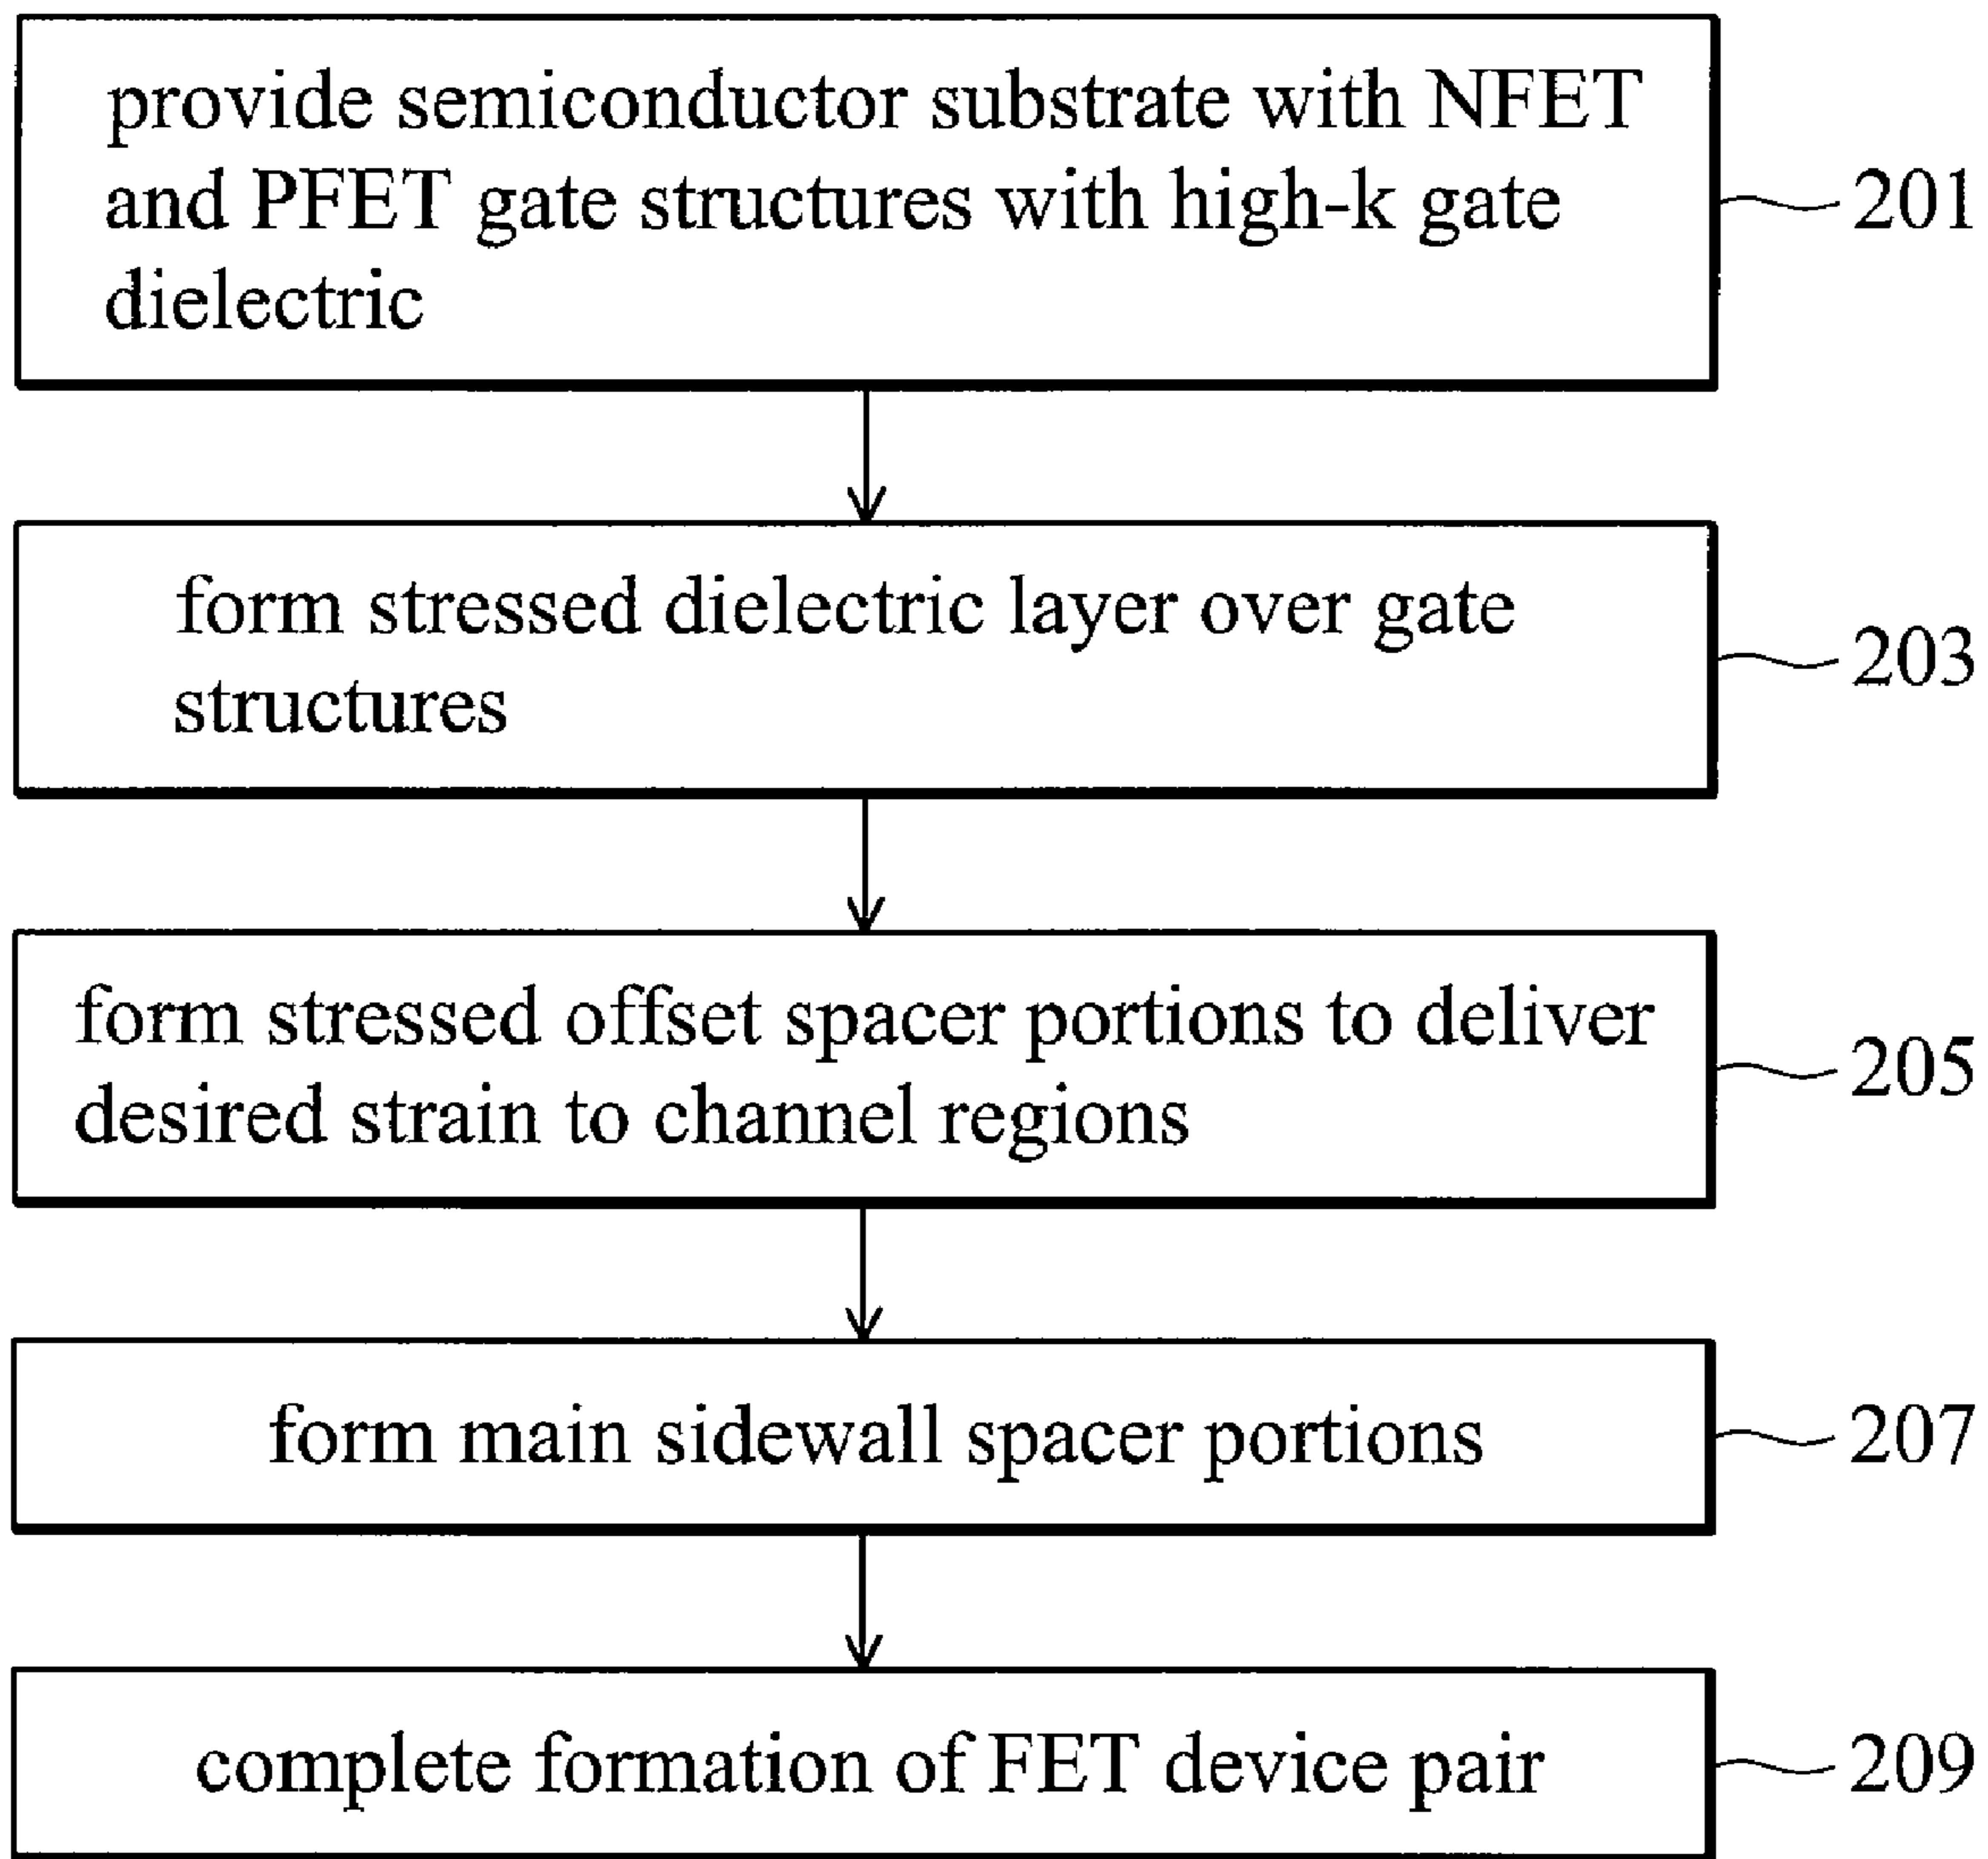 provide semiconductor substrate with NFET
and PFET gate structures with high-k gate
dielectric
201
form stressed dielectric layer over gate
structures
203
form stressed offset spacer portions to deliver
desired strain to channel regions
205
form main sidewall spacer portions
207
complete formation of FET device pair
209